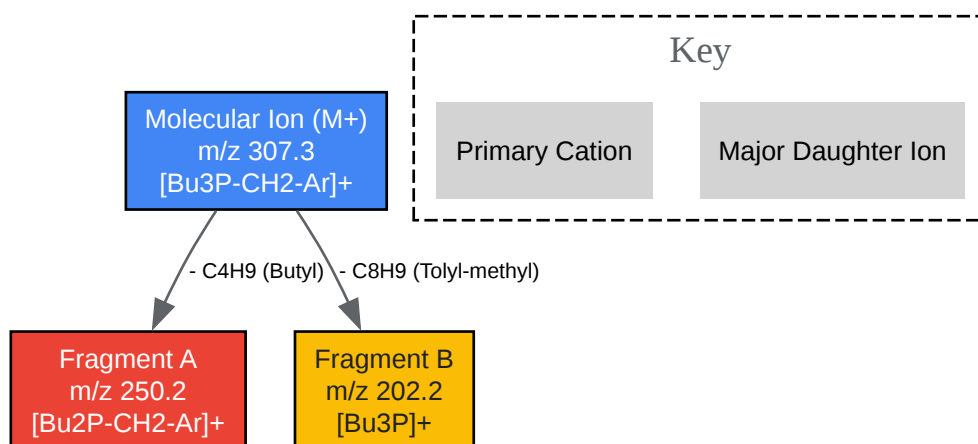 Key
Primary Cation
Major Daughter Ion
Molecular Ion (M+)
m/z 307.3
[Bu3P-CH2-Ar]+
- C4H9 (Butyl)
- C8H9 (Tolyl-methyl)
Fragment A
m/z 250.2
[Bu2P-CH2-Ar]+
Fragment B
m/z 202.2
[Bu3P]+